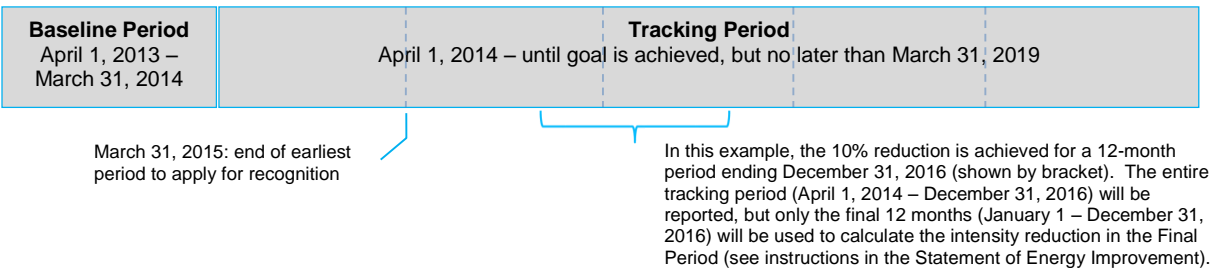 Baseline Period
April 1, 2013 –
March 31, 2014
Tracking Period
April 1, 2014 – until goal is achieved, but no later than March 31, 2019
March 31, 2015: end of earliest
period to apply for recognition
In this example, the 10% reduction is achieved for a 12-month
period ending December 31, 2016 (shown by bracket).  The entire
tracking period (April 1, 2014 – December 31, 2016) will be
reported, but only the final 12 months (January 1 – December 31,
2016) will be used to calculate the intensity reduction in the Final
Period (see instructions in the Statement of Energy Improvement).